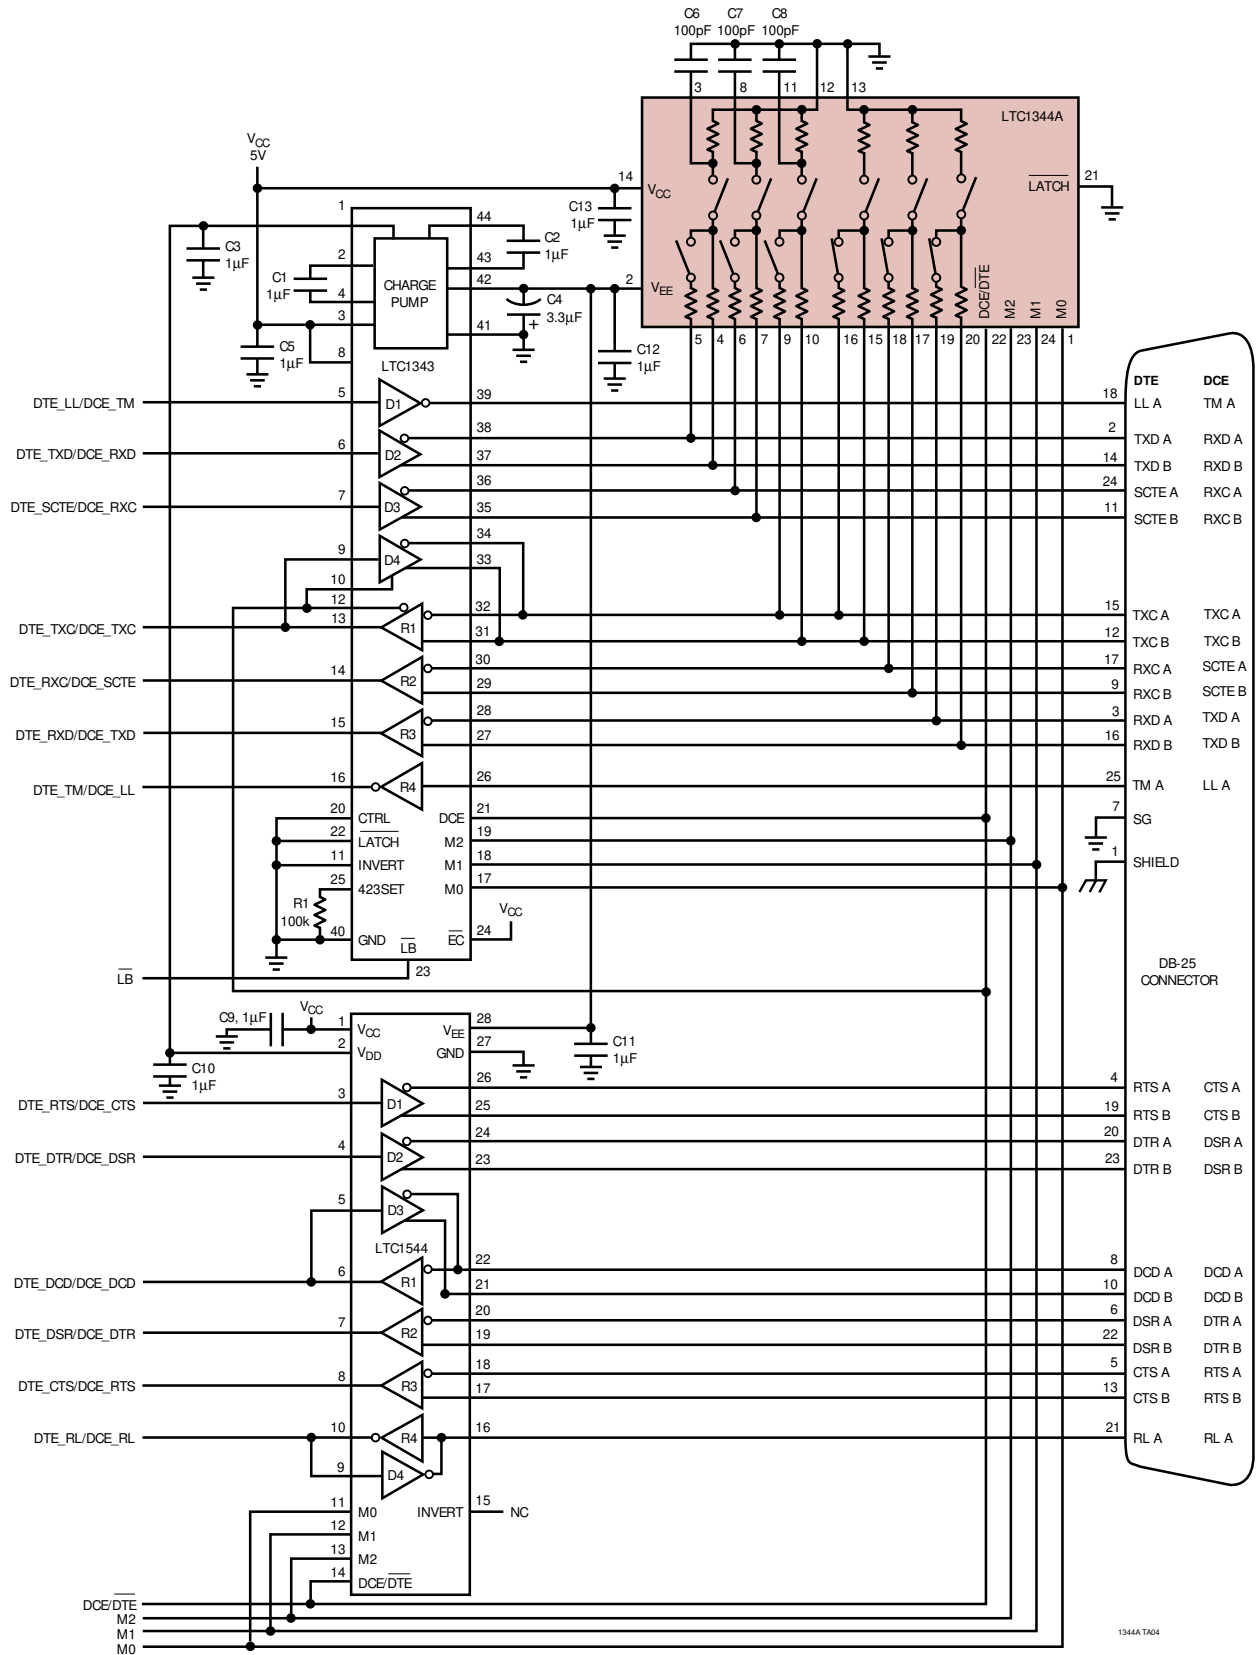 C6 C7 C8
100pF 100pF 100pF
3 8 11 12 13
LTC1344A
VCC
5V
14
VCC
LATCH
21
1
44
C13
1µF
C3
1µF
C2
1µF
2
43
C1
1µF
CHARGE
PUMP
42
2
VEE
DCE/DTE
M2
M1
M0
4
C4
3.3µF
+
3
41
C5
1µF
8
C12
1µF
5 4 6 7 9 10 16 15 18 17 19 20 22 23 24 1
LTC1343
DTE DCE
DTE_LL/DCE_TM 5 D1 39 18 LL A TM A
38 2 TXD A RXD A
DTE_TXD/DCE_RXD 6 D2
37 14 TXD B RXD B
36 24 SCTE A RXC A
DTE_SCTE/DCE_RXC 7 D3
35 11 SCTE B RXC B
34
9 D4
33
10
12
32 15 TXC A TXC A
DTE_TXC/DCE_TXC 13 R1
31 12 TXC B TXC B
30 17 RXC A SCTE A
DTE_RXC/DCE_SCTE 14 R2
29 9 RXC B SCTE B
28 3 RXD A TXD A
DTE_RXD/DCE_TXD 15 R3
27 16 RXD B TXD B
DTE_TM/DCE_LL 16 R4 26 25 TM A LL A
20 CTRL DCE 21 7 SG
22 LATCH M2 19
11 INVERT M1 18 1 SHIELD
25 423SET M0 17
R1
100k
VCC
40 GND LB EC 24
LB 23
DB-25
CONNECTOR
C9, 1µF VCC
1 VCC VEE 28
2 VDD GND 27
C11
1µF
C10
1µF
26 4 RTS A CTS A
DTE_RTS/DCE_CTS 3 D1
25 19 RTS B CTS B
24 20 DTR A DSR A
DTE_DTR/DCE_DSR 4 D2
23 23 DTR B DSR B
5 D3
LTC1544
22 8 DCD A DCD A
DTE_DCD/DCE_DCD 6 R1
21 10 DCD B DCD B
20 6 DSR A DTR A
DTE_DSR/DCE_DTR 7 R2
19 22 DSR B DTR B
18 5 CTS A RTS A
DTE_CTS/DCE_RTS 8 R3
17 13 CTS B RTS B
DTE_RL/DCE_RL 10 R4 16 21 RL A RL A
9 D4
11 M0 INVERT 15 NC
12 M1
13 M2
14 DCE/DTE
DCE/DTE
M2
M1
M0
1344A TA04